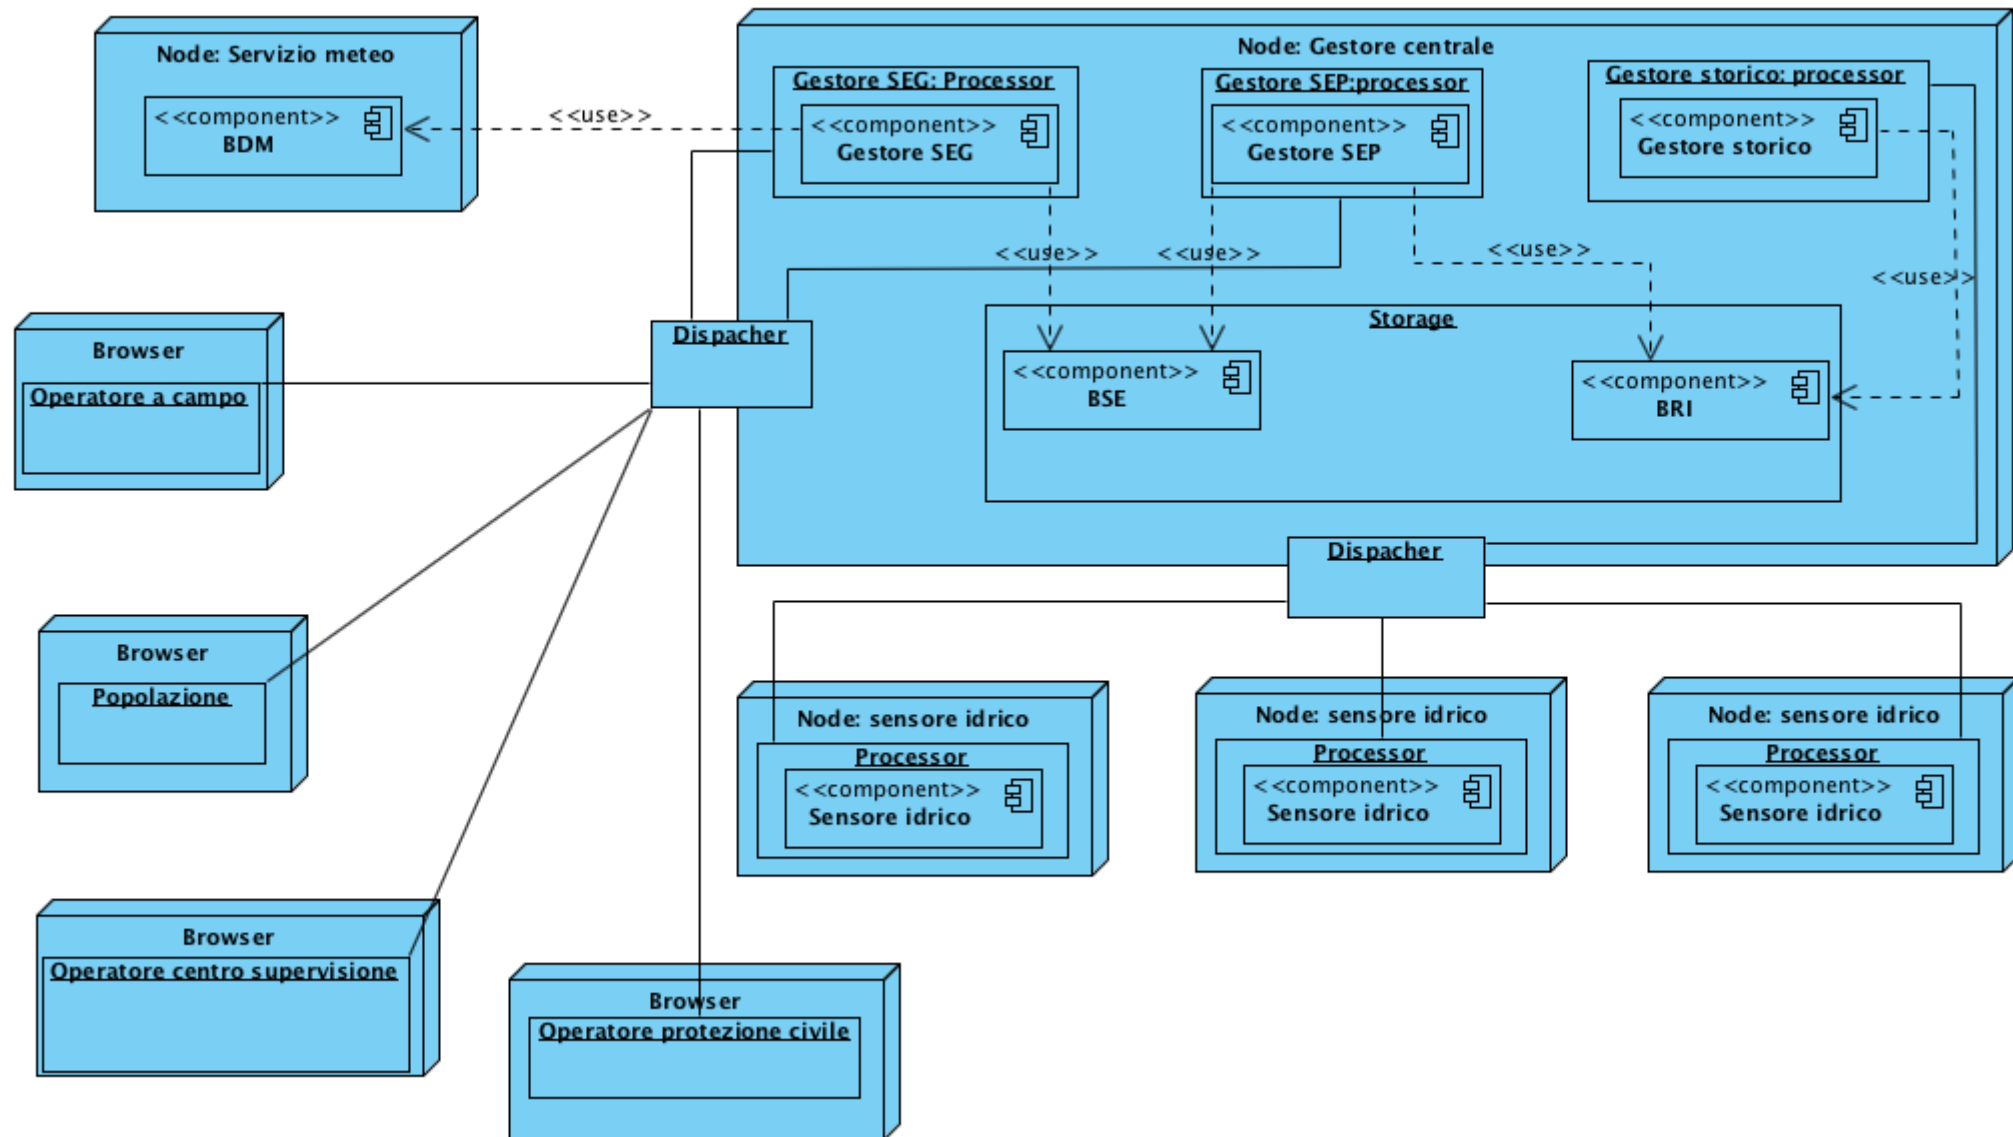 Node: Servizio meteo
<<component>>
BDM
<<use>>
Node: Gestore centrale
Gestore SEG: Processor
<<component>>
Gestore SEG
Gestore SEP:processor
<<component>>
Gestore SEP
Gestore storico: processor
<<component>>
Gestore storico
<<use>>
<<use>>
<<use>>
<<use>>
Storage
<<component>>
BSE
<<component>>
BRI
Dispacher
Dispacher
Browser
Operatore a campo
Browser
Popolazione
Browser
Operatore centro supervisione
Browser
Operatore protezione civile
Node: sensore idrico
Processor
<<component>>
Sensore idrico
Node: sensore idrico
Processor
<<component>>
Sensore idrico
Node: sensore idrico
Processor
<<component>>
Sensore idrico